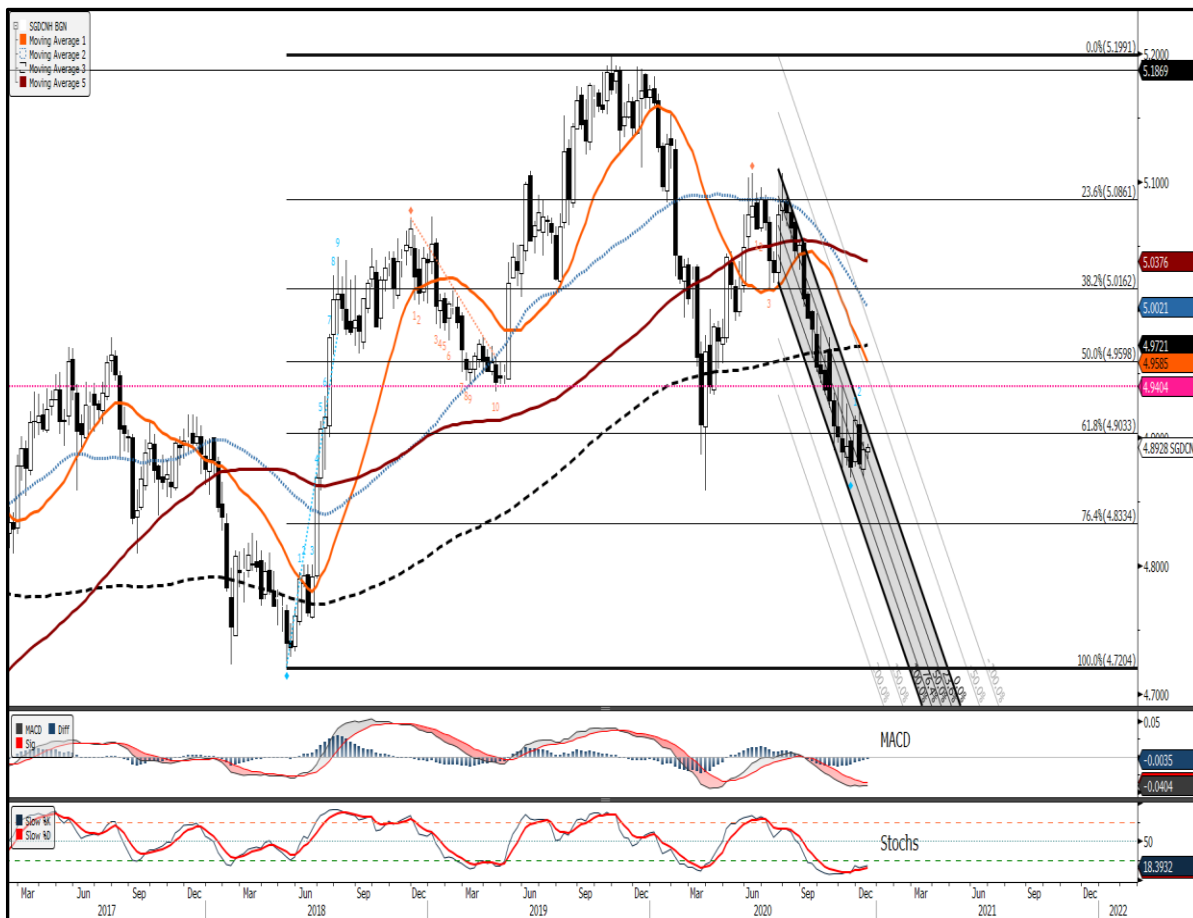 SGDCNH BGN
Moving Average 1
Moving Average 2
Moving Average 3
Moving Average 5
0.0%(5.1991)
5.2000
5.1869
5.1000
23.6%(5.0861)
5.0376
38.2%(5.0162)
5.0021
4.9721
50.0%(4.9598)
4.9585
4.9404
61.8%(4.9033)
4.9000
4.8928 SGDCN
76.4%(4.8334)
4.8000
100.0%(4.7204)
4.7000
MACD Diff
Sig
MACD
0.05
-0.0035
-0.0404
Slow %K
Slow %D
Stochs
50
18.3932
Mar Jun Sep Dec Mar Jun Sep Dec Mar Jun Sep Dec Mar Jun Sep Dec Mar Jun Sep Dec
2017 2018 2019 2020 2021 2022